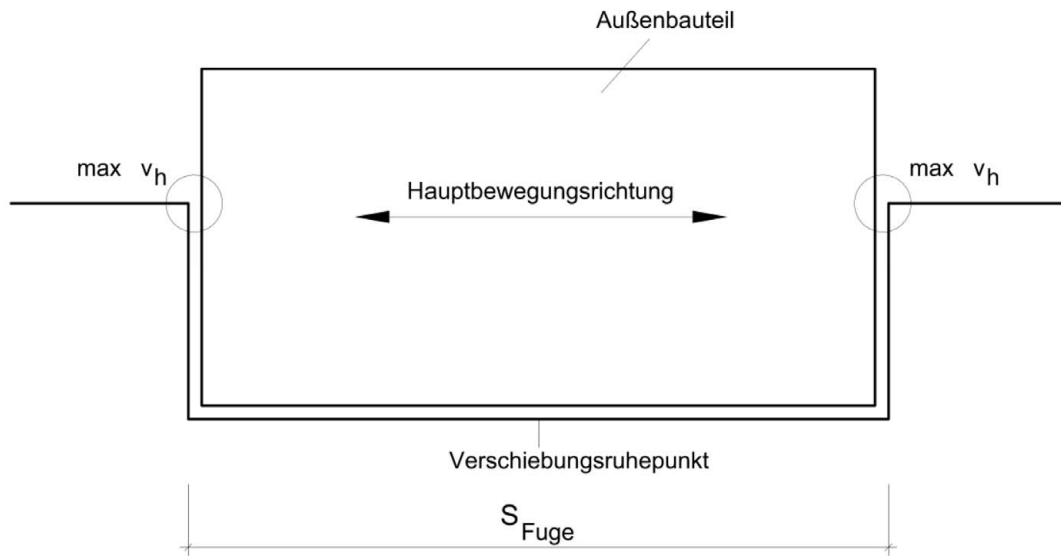 Außenbauteil
max v_h
max v_h
Hauptbewegungsrichtung
Verschiebungsruhepunkt
S_Fuge